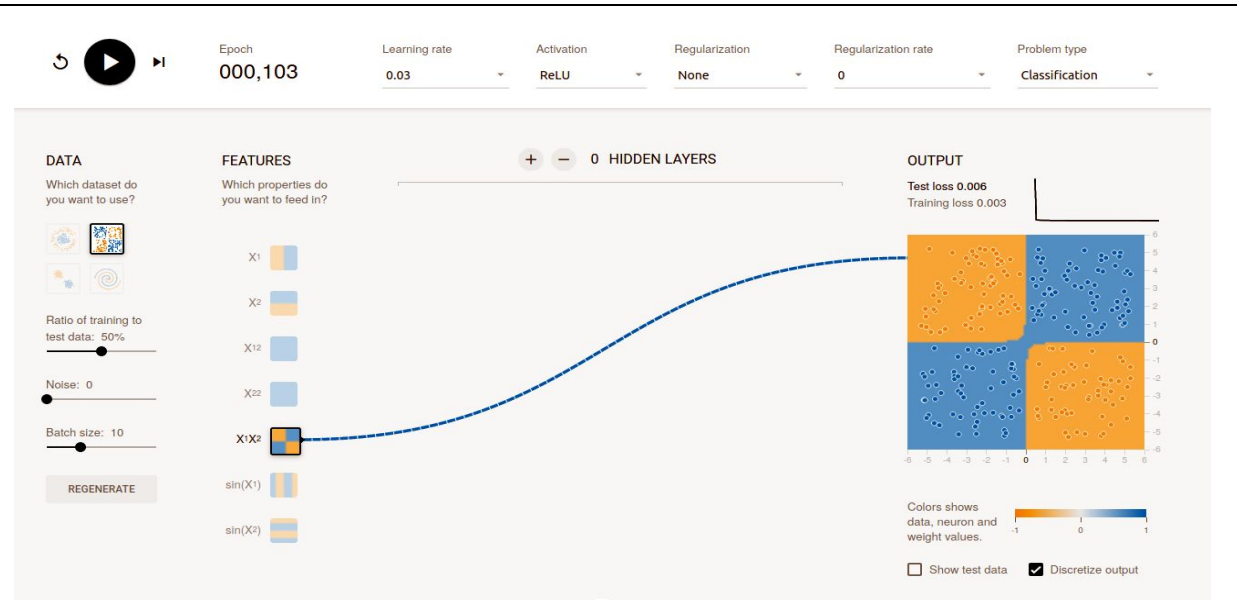 Epoch
000,103
Learning rate
0.03
Activation
ReLU
Regularization
None
Regularization rate
0
Problem type
Classification
DATA
Which dataset do
you want to use?
Ratio of training to
test data: 50%
Noise: 0
Batch size: 10
REGENERATE
FEATURES
Which properties do
you want to feed in?
X1
X2
X12
X22
X1X2
sin(X1)
sin(X2)
+ − 0 HIDDEN LAYERS
OUTPUT
Test loss 0.006
Training loss 0.003
6
5
4
3
2
1
0
-1
-2
-3
-4
-5
-6
-6 -5 -4 -3 -2 -1 0 1 2 3 4 5 6
Colors shows
data, neuron and
weight values.
-1 0 1
Show test data
Discretize output